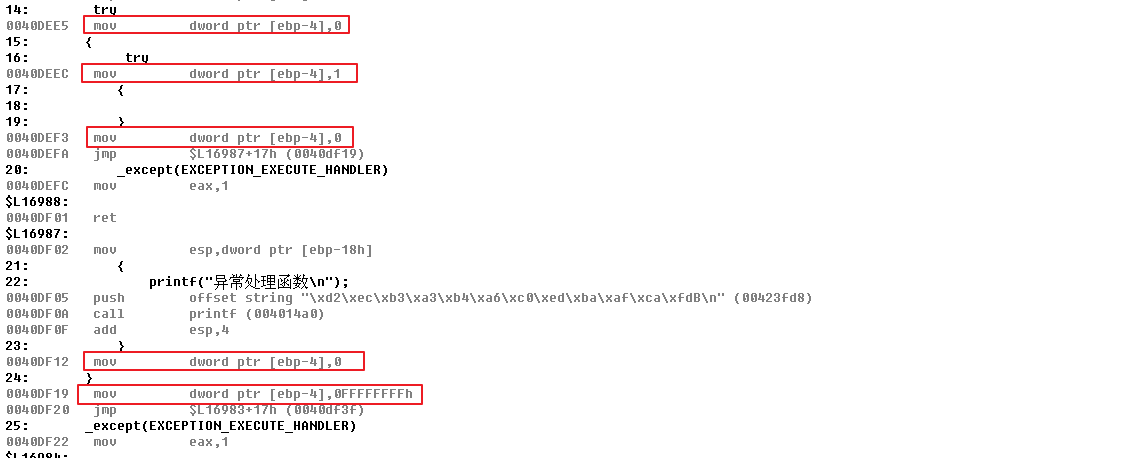 14:      try
0040DEE5   mov         dword ptr [ebp-4],0
15:      {
16:          try
0040DEEC   mov         dword ptr [ebp-4],1
17:          {
18:
19:          }
0040DEF3   mov         dword ptr [ebp-4],0
0040DEFA   jmp         $L16987+17h (0040df19)
20:          _except(EXCEPTION_EXECUTE_HANDLER)
0040DEFC   mov         eax,1
$L16988:
0040DF01   ret
$L16987:
0040DF02   mov         esp,dword ptr [ebp-18h]
21:          {
22:              printf("异常处理函数\n");
0040DF05   push        offset string "\xd2\xec\xb3\xa3\xb4\xa6\xc0\xed\xba\xaf\xca\xfdB\n" (00423fd8)
0040DF0A   call        printf (004014a0)
0040DF0F   add         esp,4
23:          }
0040DF12   mov         dword ptr [ebp-4],0
24:      }
0040DF19   mov         dword ptr [ebp-4],0FFFFFFFFh
0040DF20   jmp         $L16983+17h (0040df3f)
25:      _except(EXCEPTION_EXECUTE_HANDLER)
0040DF22   mov         eax,1
$L16984: